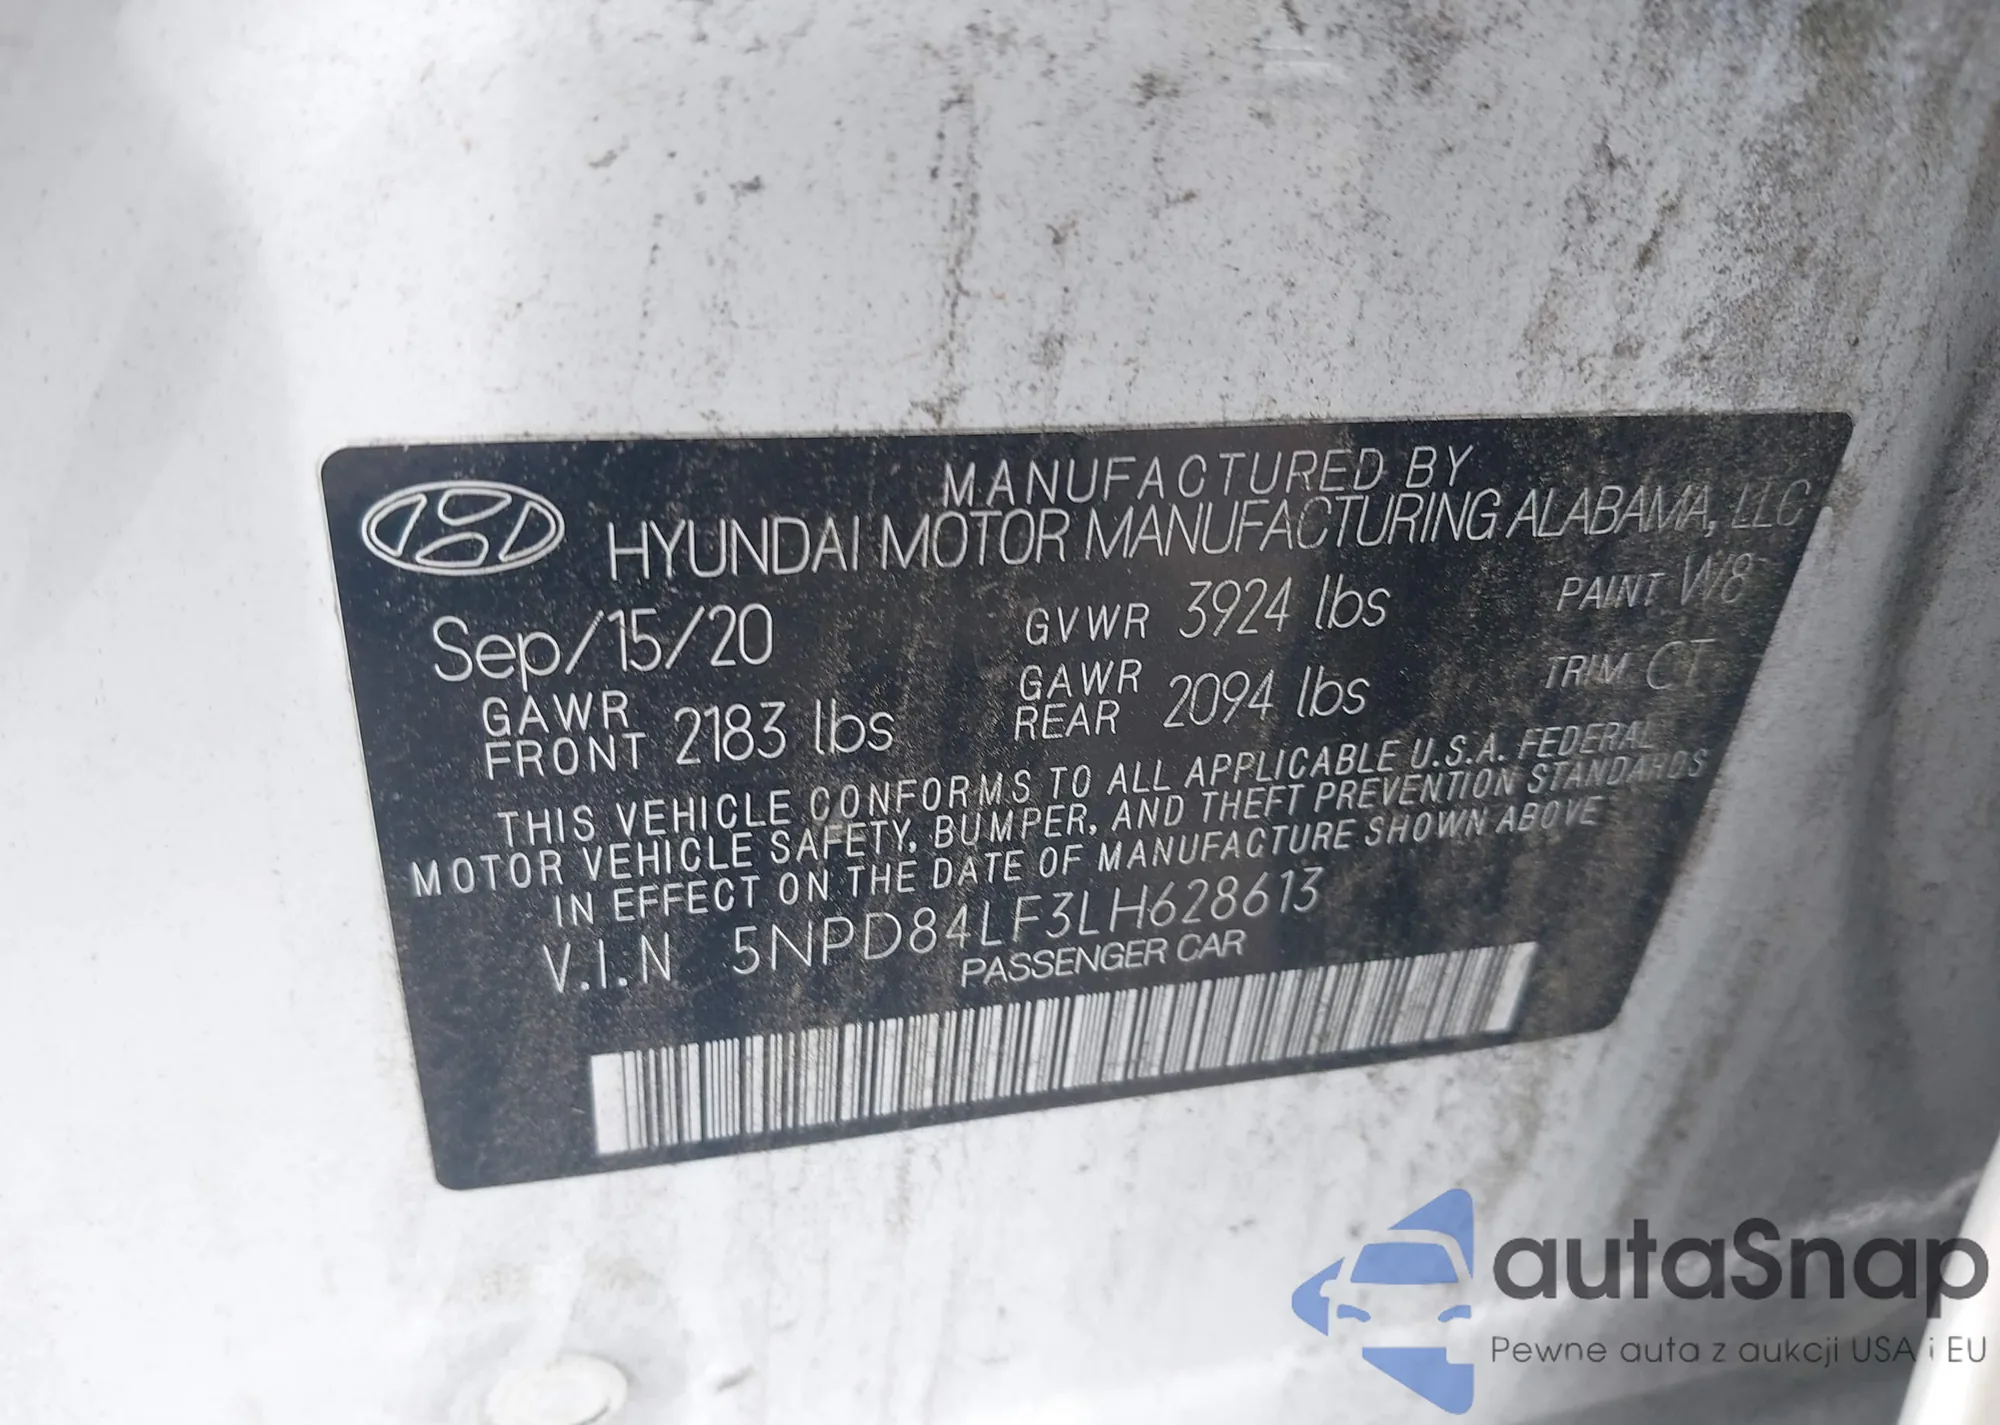 MANUFACTURED BY
HYUNDAI MOTOR MANUFACTURING ALABAMA, LLC
Sep/15/20 GVWR 3924 lbs PAINT W8
GAWR FRONT 2183 lbs GAWR REAR 2094 lbs TRIM CT
THIS VEHICLE CONFORMS TO ALL APPLICABLE U.S.A. FEDERAL
MOTOR VEHICLE SAFETY, BUMPER, AND THEFT PREVENTION STANDARDS
IN EFFECT ON THE DATE OF MANUFACTURE SHOWN ABOVE
V.I.N 5NPD84LF3LH628613
PASSENGER CAR
autaSnap
Pewne auta z aukcji USA i EU